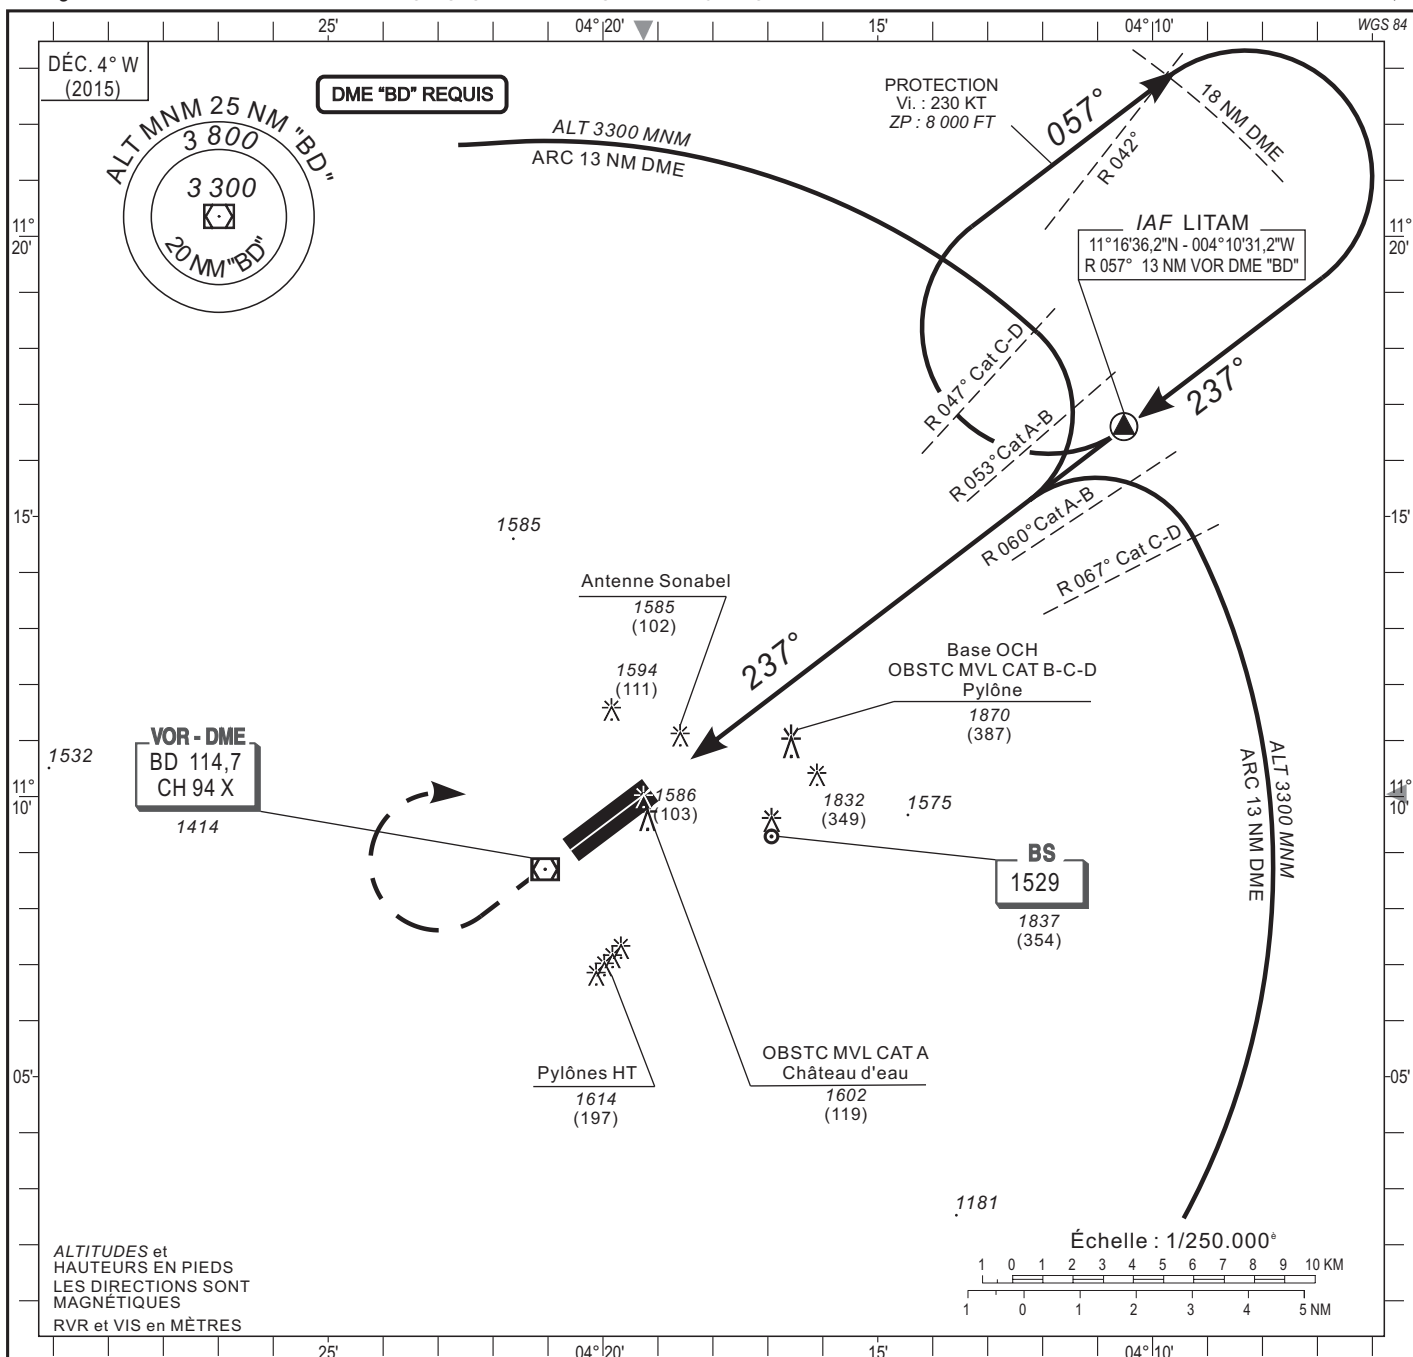 25'
04° 20'
15'
04° 10'
WGS 84
DÉC. 4° W
(2015)
DME "BD" REQUIS
ALT MNM 25 NM "BD"
3 800
3 300
20 NM "BD"
ALT 3300 MNM
ARC 13 NM DME
PROTECTION
Vi. : 230 KT
ZP : 8 000 FT
057°
18 NM DME
R 042°
11°
20'
IAF LITAM
11°16'36,2"N - 004°10'31,2"W
R 057° 13 NM VOR DME "BD"
11°
20'
237°
R 047° Cat C-D
R 053° Cat A-B
R 060° Cat A-B
R 067° Cat C-D
15'
15'
1585
Antenne Sonabel
1585
(102)
1594
(111)
237°
Base OCH
OBSTC MVL CAT B-C-D
Pylône
1870
(387)
VOR - DME
BD 114,7
CH 94 X
1414
1532
11°
10'
1586
(103)
1832
(349)
1575
ALT 3300 MNM
ARC 13 NM DME
11°
10'
BS
1529
1837
(354)
Pylônes HT
1614
(197)
OBSTC MVL CAT A
Château d'eau
1602
(119)
05'
05'
1181
ALTITUDES et
HAUTEURS EN PIEDS
LES DIRECTIONS SONT
MAGNÉTIQUES
RVR et VIS en MÈTRES
Échelle : 1/250.000è
1 0 1 2 3 4 5 6 7 8 9 10 KM
1 0 1 2 3 4 5 NM
25'
04° 20'
15'
04° 10'